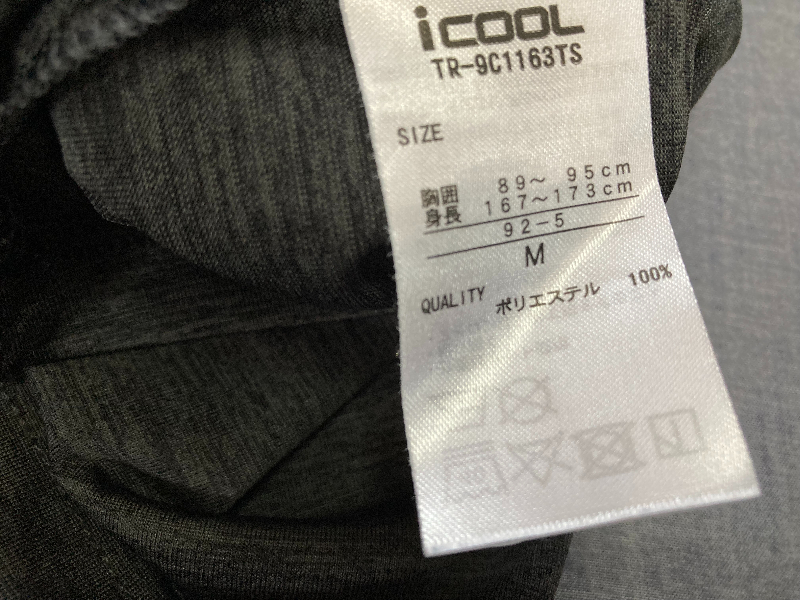 iCOOL
TR-9C1163TS
SIZE
胸囲 89～ 95cm
身長 167～173cm
92-5
M
QUALITY ポリエステル 100%